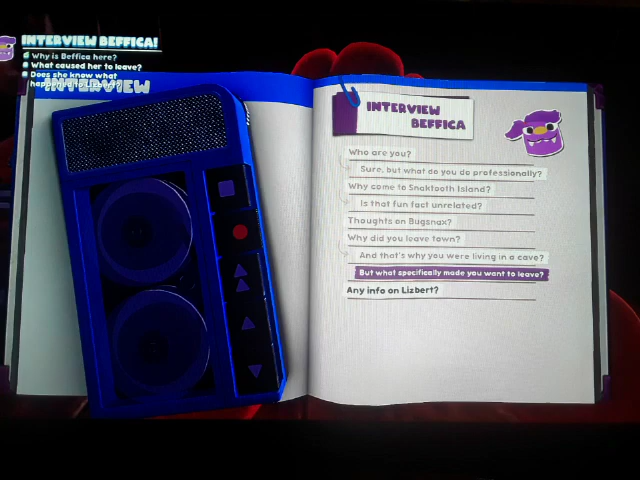 INTERVIEW BEFFICA!
Why is Beffica here?
What caused her to leave?
Does she know what
happened to Lizbert?
INTERVIEW
INTERVIEW
BEFFICA
Who are you?
Sure, but what do you do professionally?
Why come to Snaktooth Island?
Is that fun fact unrelated?
Thoughts on Bugsnax?
Why did you leave town?
And that's why you were living in a cave?
But what specifically made you want to leave?
Any info on Lizbert?